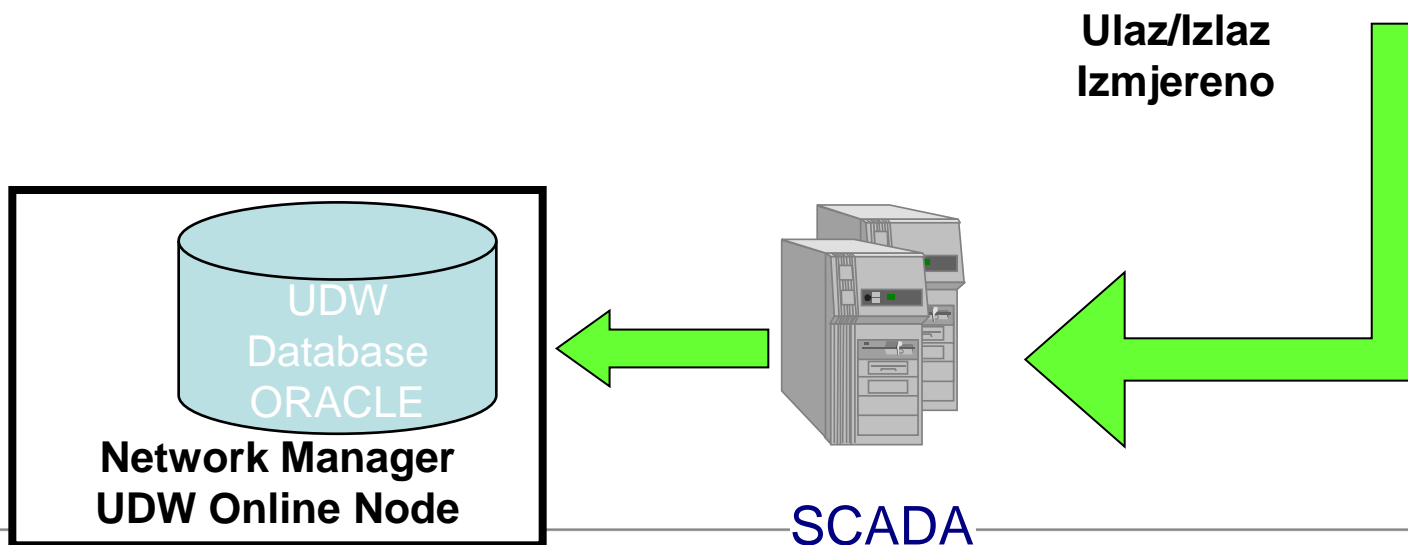 Ulaz/Izlaz
Izmjereno
UDW
Database
ORACLE
Network Manager
UDW Online Node
SCADA